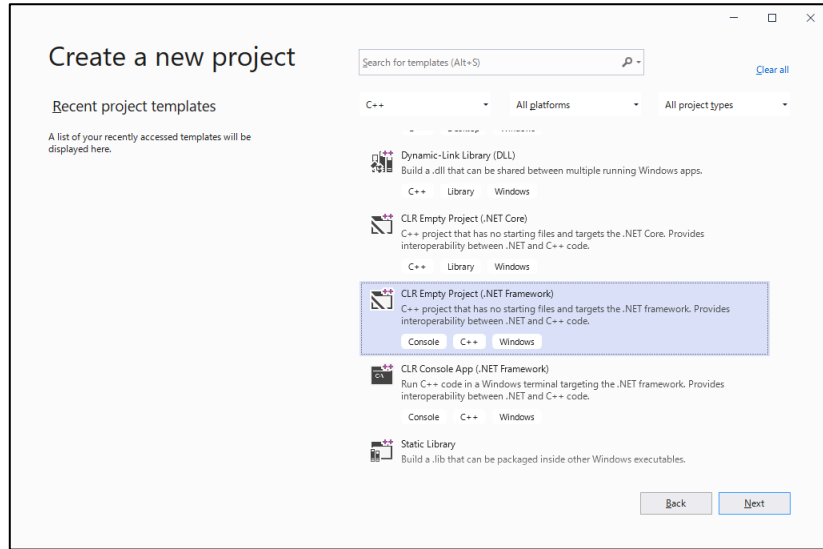 Create a new project
Search for templates (Alt+S)
Clear all
Recent project templates
C++
All platforms
All project types
A list of your recently accessed templates will be
displayed here.
Dynamic-Link Library (DLL)
Build a .dll that can be shared between multiple running Windows apps.
C++ Library Windows
CLR Empty Project (.NET Core)
C++ project that has no starting files and targets the .NET Core. Provides
interoperability between .NET and C++ code.
C++ Library Windows
CLR Empty Project (.NET Framework)
C++ project that has no starting files and targets the .NET framework. Provides
interoperability between .NET and C++ code.
Console C++ Windows
CLR Console App (.NET Framework)
Run C++ code in a Windows terminal targeting the .NET framework. Provides
interoperability between .NET and C++ code.
Console C++ Windows
Static Library
Build a .lib that can be packaged inside other Windows executables.
Back Next